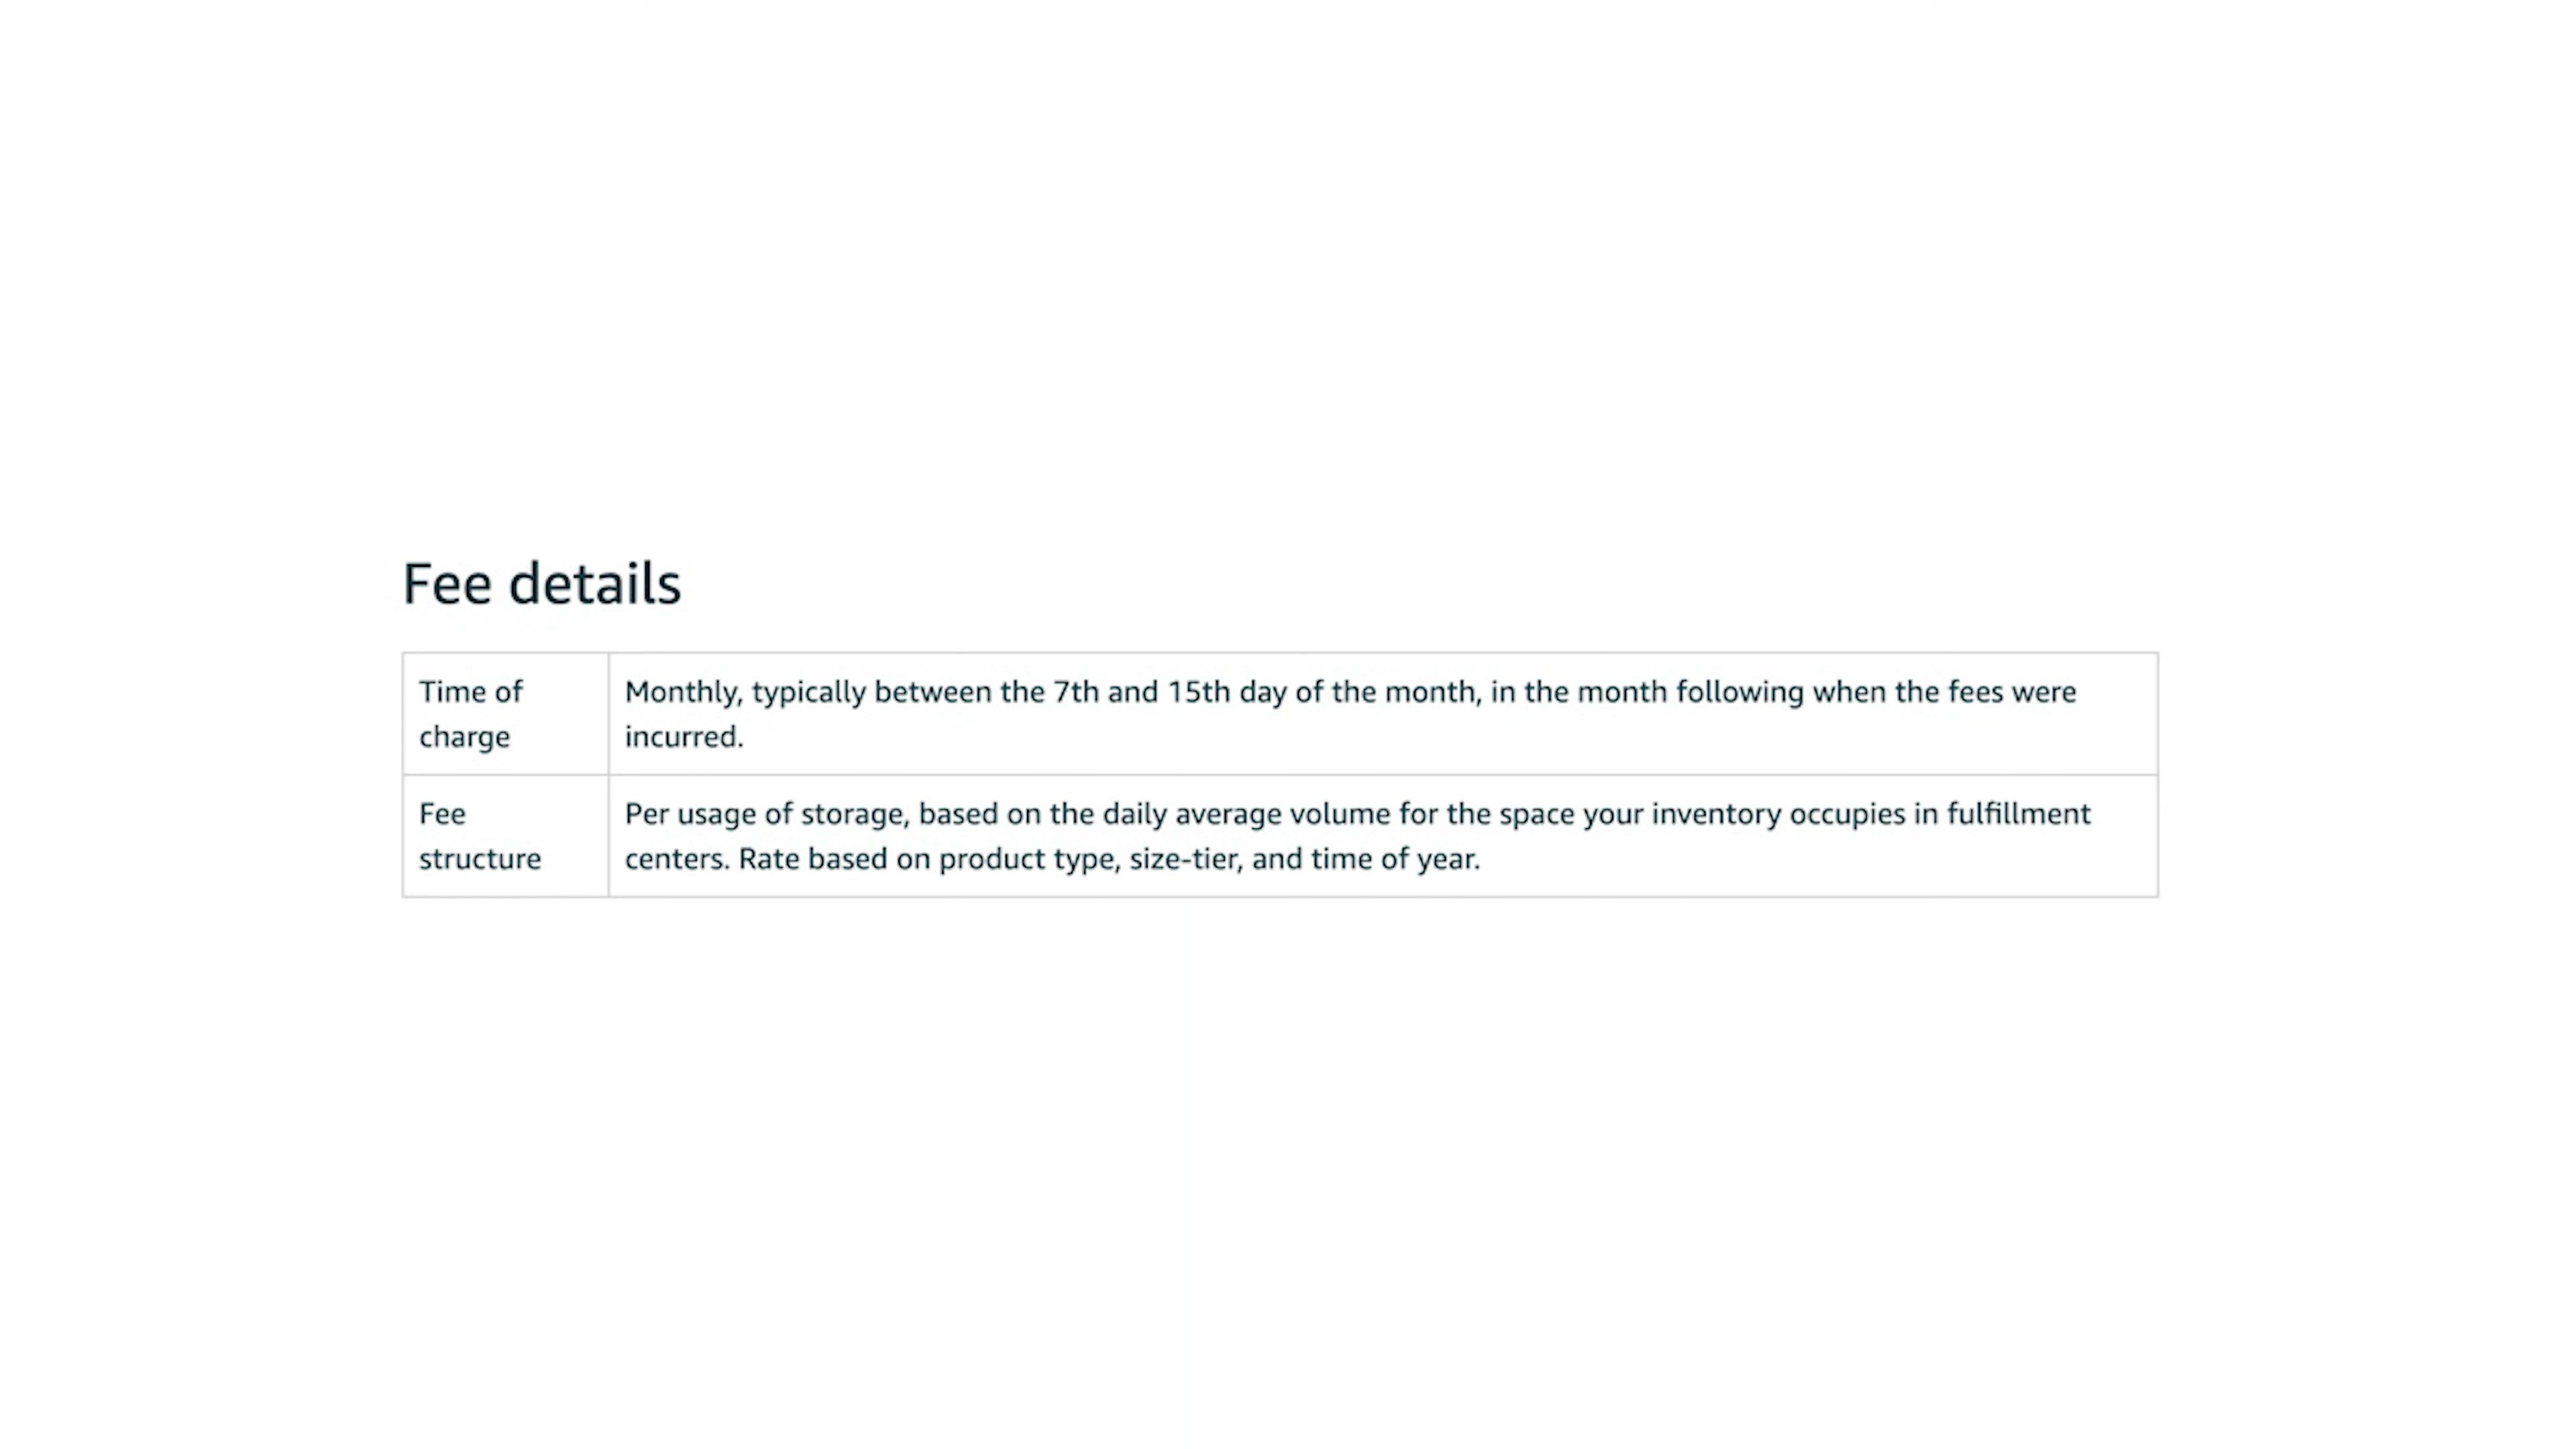 Fee details
Time of
charge
Monthly, typically between the 7th and 15th day of the month, in the month following when the fees were
incurred.
Fee
structure
Per usage of storage, based on the daily average volume for the space your inventory occupies in fulfillment
centers. Rate based on product type, size-tier, and time of year.